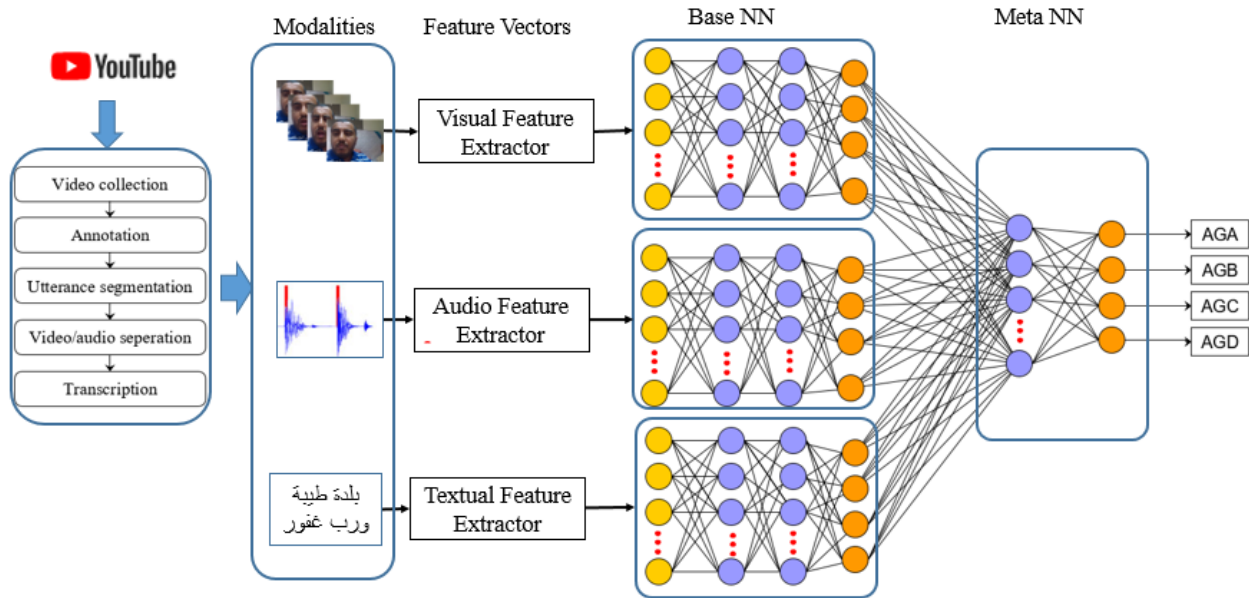 YouTube
Video collection
Annotation
Utterance segmentation
Video/audio seperation
Transcription
Modalities
بلدة طيبة
ورب غفور
Feature Vectors
Visual Feature
Extractor
Audio Feature
Extractor
Textual Feature
Extractor
Base NN
Meta NN
AGA
AGB
AGC
AGD